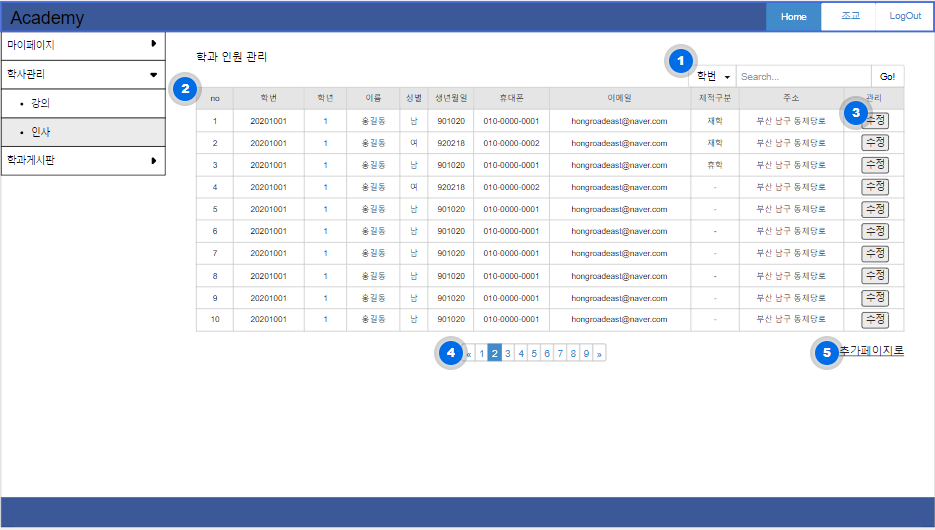 Academy Home 조교 LogOut
마이페이지
학사관리
• 강의
• 인사
학과게시판
학과 인원 관리
1 학번 Search... Go!
2 no 학번 학년 이름 성별 생년월일 휴대폰 이메일 재적구분 주소 관리
3
1 20201001 1 홍길동 남 901020 010-0000-0001 hongroadeast@naver.com 재학 부산 남구 동제당로 수정
2 20201001 1 홍길동 여 920218 010-0000-0002 hongroadeast@naver.com 재학 부산 남구 동제당로 수정
3 20201001 1 홍길동 남 901020 010-0000-0001 hongroadeast@naver.com 휴학 부산 남구 동제당로 수정
4 20201001 1 홍길동 여 920218 010-0000-0002 hongroadeast@naver.com - 부산 남구 동제당로 수정
5 20201001 1 홍길동 남 901020 010-0000-0001 hongroadeast@naver.com - 부산 남구 동제당로 수정
6 20201001 1 홍길동 남 901020 010-0000-0001 hongroadeast@naver.com - 부산 남구 동제당로 수정
7 20201001 1 홍길동 남 901020 010-0000-0001 hongroadeast@naver.com - 부산 남구 동제당로 수정
8 20201001 1 홍길동 남 901020 010-0000-0001 hongroadeast@naver.com - 부산 남구 동제당로 수정
9 20201001 1 홍길동 남 901020 010-0000-0001 hongroadeast@naver.com - 부산 남구 동제당로 수정
10 20201001 1 홍길동 남 901020 010-0000-0001 hongroadeast@naver.com - 부산 남구 동제당로 수정
4 « 1 2 3 4 5 6 7 8 9 »
5 추가페이지로